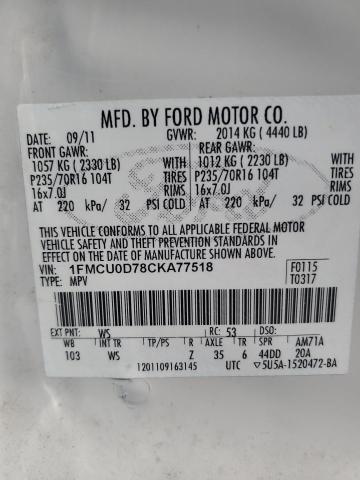 MFD. BY FORD MOTOR CO.
DATE: 09/11 GVWR: 2014 KG ( 4440 LB)
FRONT GAWR: REAR GAWR:
1057 KG ( 2330 LB) WITH 1012 KG ( 2230 LB)
P235/70R16 104T TIRES P235/70R16 104T
16x7.0J RIMS 16x7.0J
AT 220 kPa/ 32 PSI COLD AT 220 kPa/ 32 PSI COLD
THIS VEHICLE CONFORMS TO ALL APPLICABLE FEDERAL MOTOR
VEHICLE SAFETY AND THEFT PREVENTION STANDARDS IN
EFFECT ON THE DATE OF MANUFACTURE SHOWN ABOVE.
VIN: 1FMCU0D78CKA77518 F0115
TYPE: MPV T0317
EXT PNT: WS RC: 53 DSO:
WB INT TR TP/PS R AXLE TR SPR AM71A
103 WS Z 35 6 44DD 20A
1201109163145 UTC 5U5A-1520472-BA